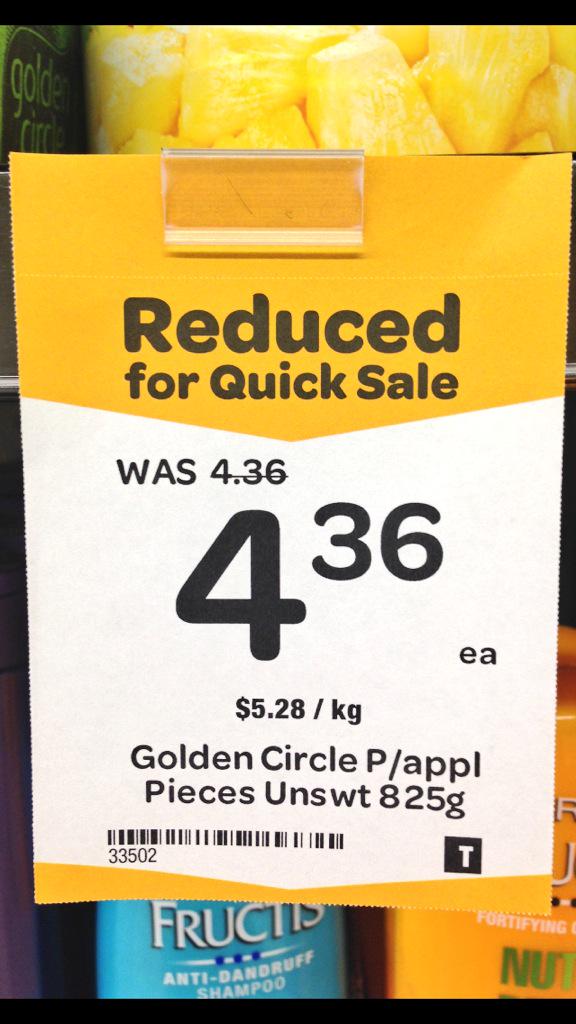 golden
circle
Reduced
for Quick Sale
WAS 4.36
4 36
ea
$5.28 / kg
Golden Circle P/appl
Pieces Unswt 825g
33502
T
FRUCTIS
ANTI-DANDRUFF
SHAMPOO
FORTIFYING
NUT